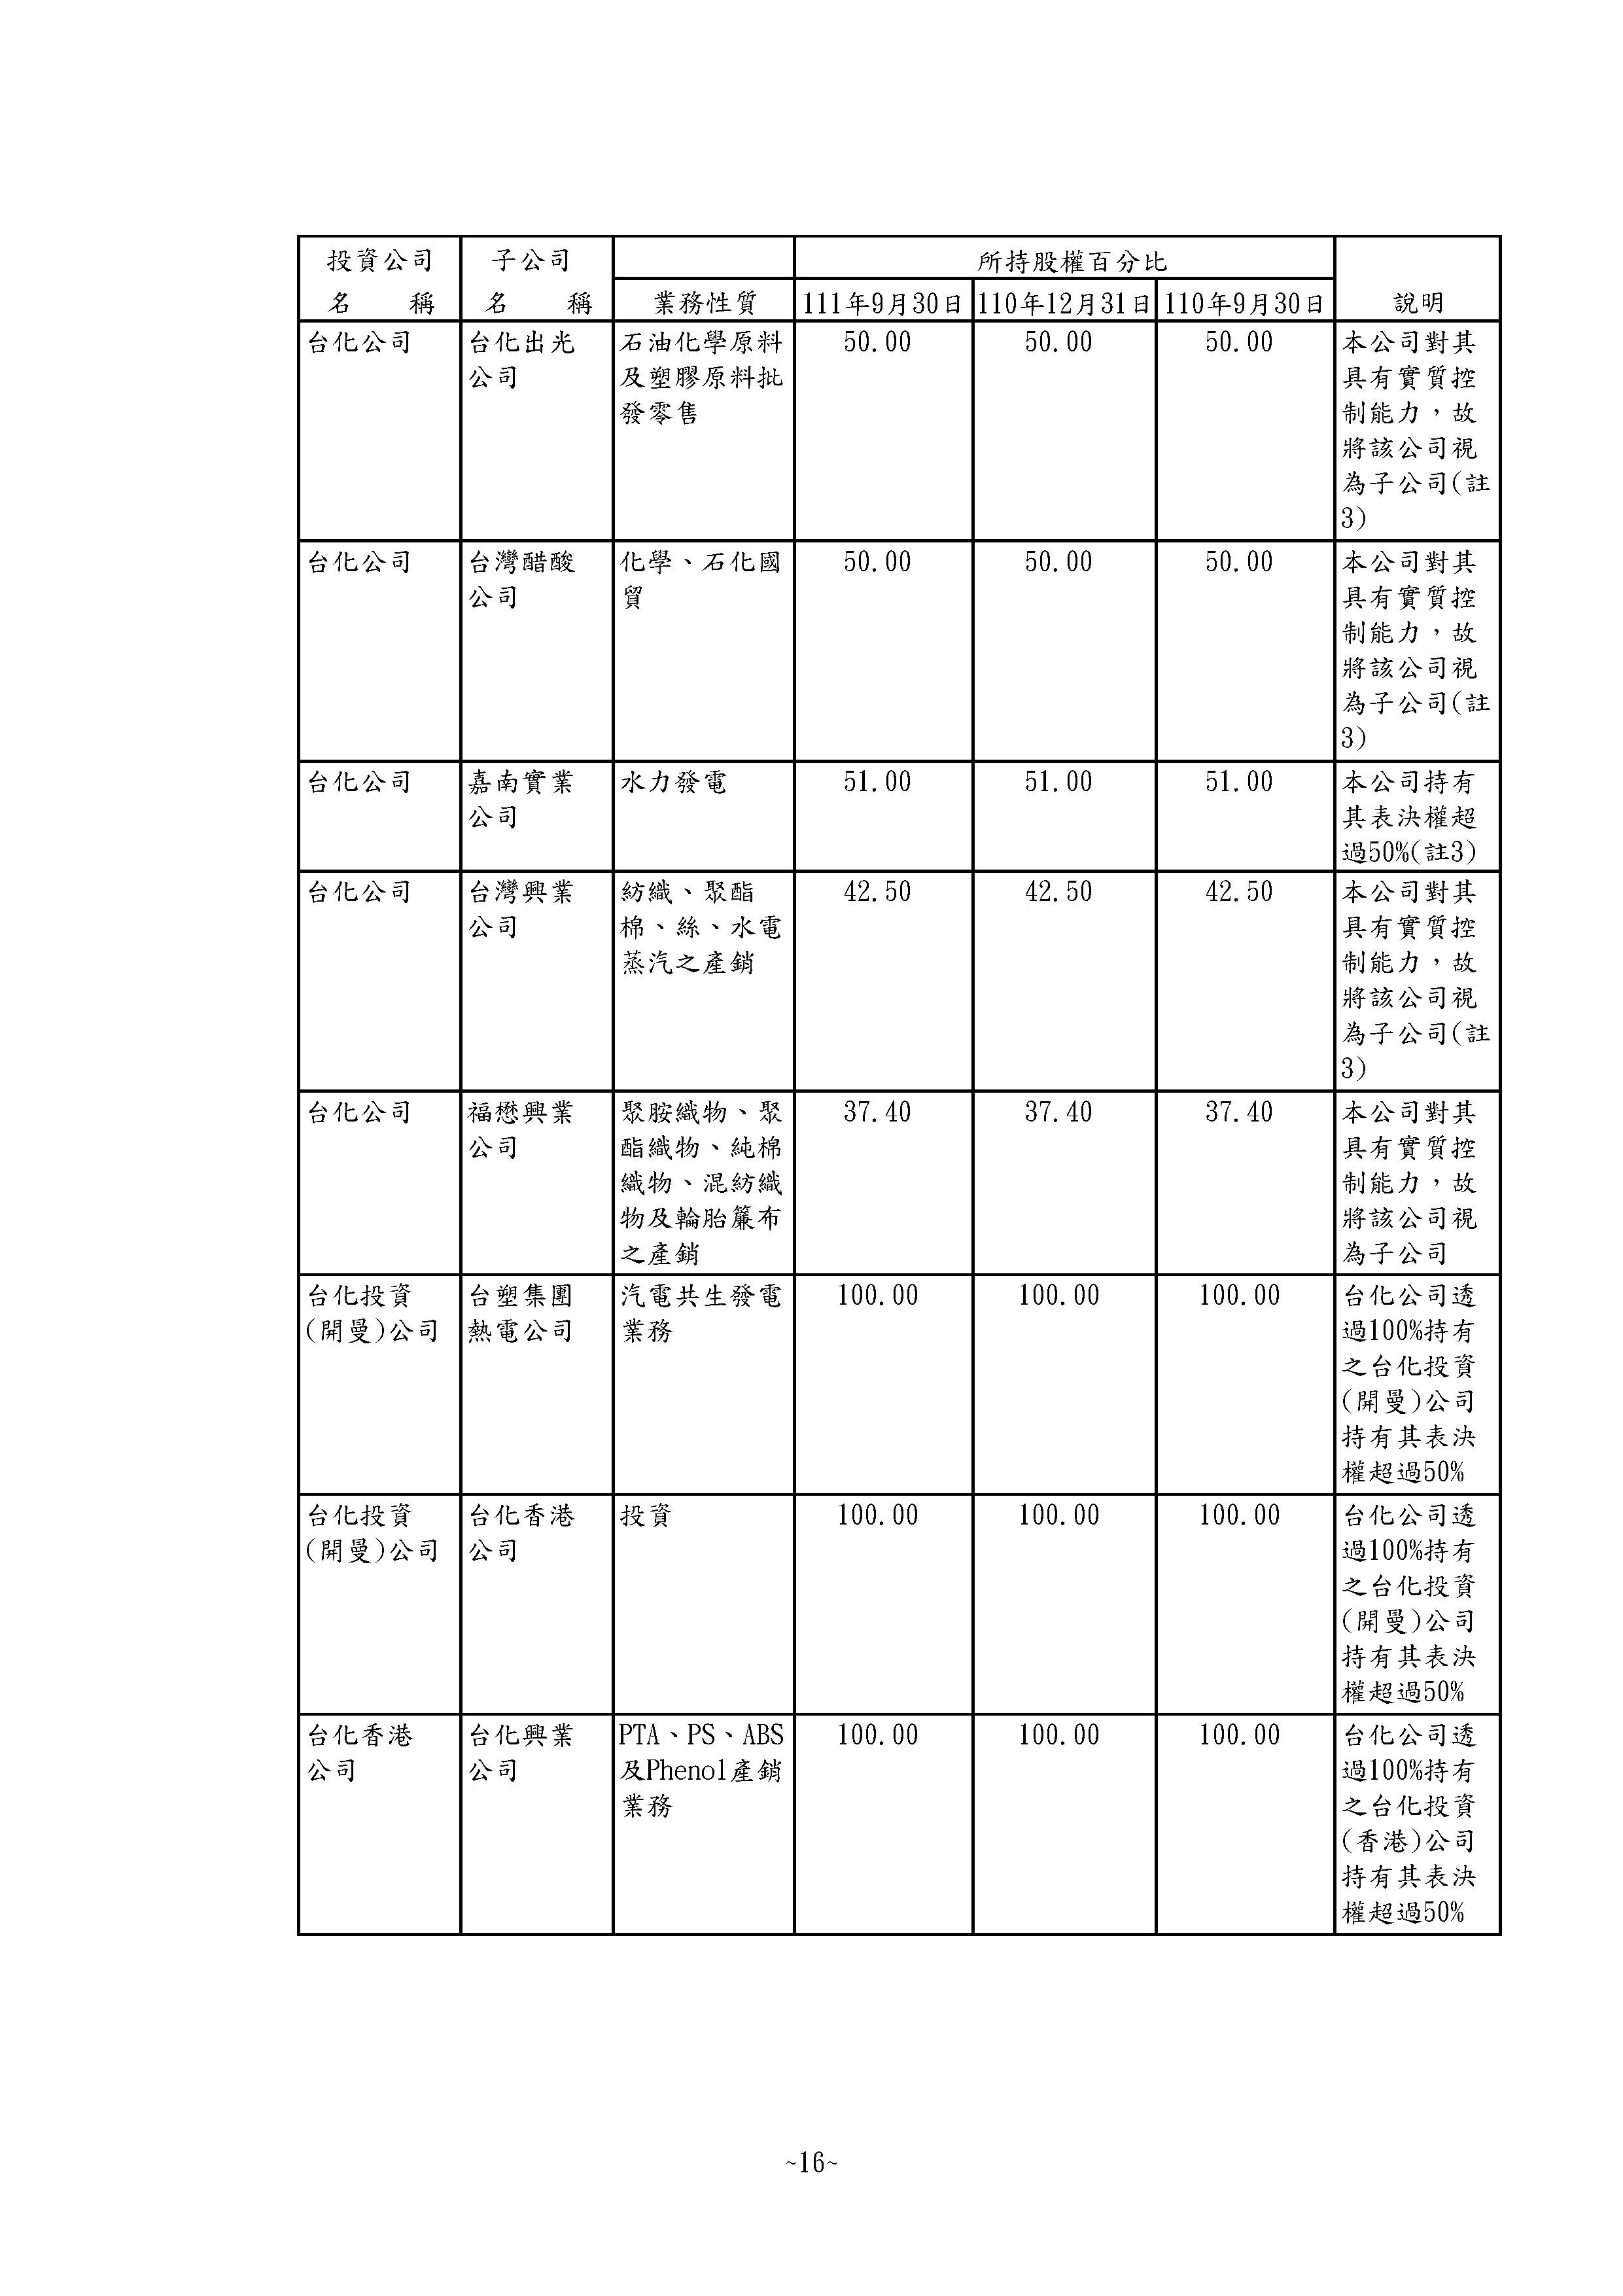 投資公司 子公司 所持股權百分比
名 稱 名 稱 業務性質 111年9月30日 110年12月31日 110年9月30日 說明
台化公司 台化出光 石油化學原料 50.00 50.00 50.00 本公司對其
公司 及塑膠原料批 具有實質控
發零售 制能力，故
將該公司視
為子公司(註
3)
台化公司 台灣醋酸 化學、石化國 50.00 50.00 50.00 本公司對其
公司 貿 具有實質控
制能力，故
將該公司視
為子公司(註
3)
台化公司 嘉南實業 水力發電 51.00 51.00 51.00 本公司持有
公司 其表決權超
過50%(註3)
台化公司 台灣興業 紡織、聚酯 42.50 42.50 42.50 本公司對其
公司 棉、絲、水電 具有實質控
蒸汽之產銷 制能力，故
將該公司視
為子公司(註
3)
台化公司 福懋興業 聚胺織物、聚 37.40 37.40 37.40 本公司對其
公司 酯織物、純棉 具有實質控
織物、混紡織 制能力，故
物及輪胎簾布 將該公司視
之產銷 為子公司
台化投資 台塑集團 汽電共生發電 100.00 100.00 100.00 台化公司透
(開曼)公司 熱電公司 業務 過100%持有
之台化投資
(開曼)公司
持有其表決
權超過50%
台化投資 台化香港 投資 100.00 100.00 100.00 台化公司透
(開曼)公司 公司 過100%持有
之台化投資
(開曼)公司
持有其表決
權超過50%
台化香港 台化興業 PTA、PS、ABS 100.00 100.00 100.00 台化公司透
公司 公司 及Phenol產銷 過100%持有
業務 之台化投資
(香港)公司
持有其表決
權超過50%
~16~